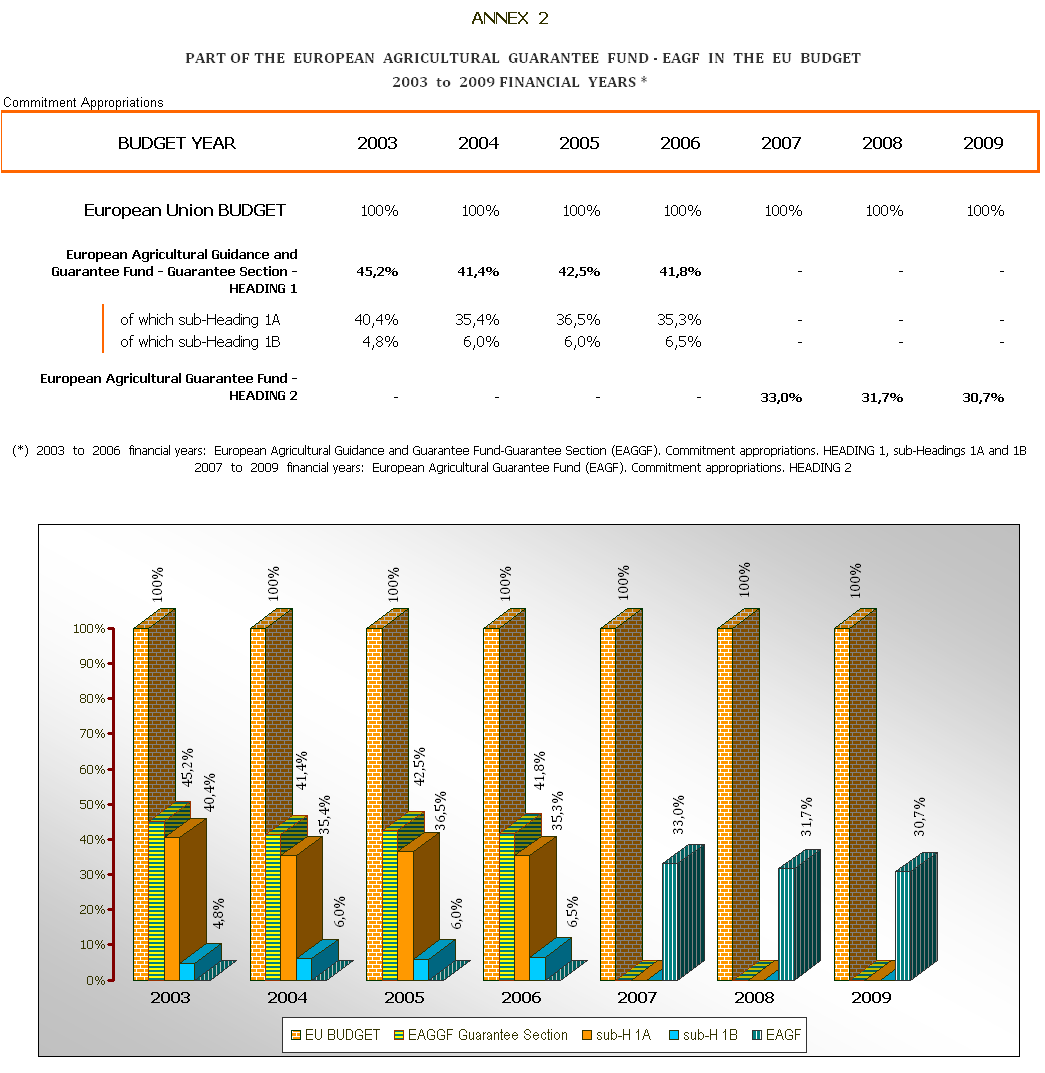 ANNEX 2
PART OF THE EUROPEAN AGRICULTURAL GUARANTEE FUND - EAGF IN THE EU BUDGET
2003 to 2009 FINANCIAL YEARS *
Commitment Appropriations
BUDGET YEAR 2003 2004 2005 2006 2007 2008 2009
European Union BUDGET 100% 100% 100% 100% 100% 100% 100%
European Agricultural Guidance and
Guarantee Fund - Guarantee Section - 45,2% 41,4% 42,5% 41,8% - - -
HEADING 1
of which sub-Heading 1A 40,4% 35,4% 36,5% 35,3% - - -
of which sub-Heading 1B 4,8% 6,0% 6,0% 6,5% - - -
European Agricultural Guarantee Fund -
HEADING 2 - - - - 33,0% 31,7% 30,7%
(*) 2003 to 2006 financial years: European Agricultural Guidance and Guarantee Fund-Guarantee Section (EAGGF). Commitment appropriations. HEADING 1, sub-Headings 1A and 1B
2007 to 2009 financial years: European Agricultural Guarantee Fund (EAGF). Commitment appropriations. HEADING 2
100% 100% 100% 100% 100% 100% 100%
100%
90%
80%
70%
60%
50%
40%
30%
20%
10%
0%
45,2% 40,4% 4,8%
41,4% 35,4% 6,0%
42,5% 36,5% 6,0%
41,8% 35,3% 6,5%
33,0%
31,7%
30,7%
2003 2004 2005 2006 2007 2008 2009
EU BUDGET EAGGF Guarantee Section sub-H 1A sub-H 1B EAGF